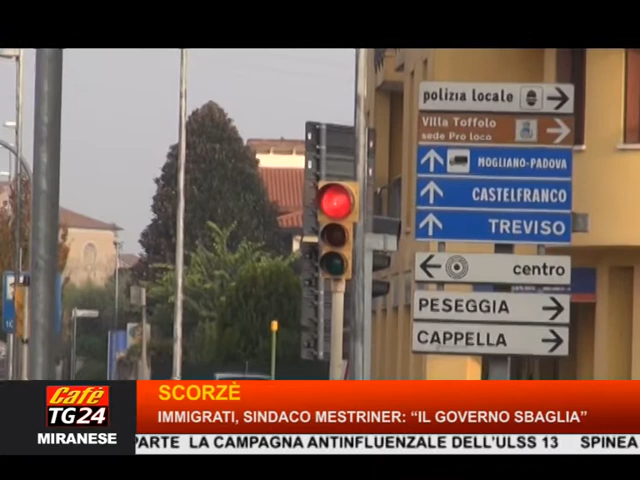 polizia locale
Villa Toffolo
sede Pro loco
MOGLIANO-PADOVA
CASTELFRANCO
TREVISO
centro
PESEGGIA
CAPPELLA
Café
TG24
MIRANESE
SCORZÈ
IMMIGRATI, SINDACO MESTRINER: “IL GOVERNO SBAGLIA”
PARTE LA CAMPAGNA ANTINFLUENZALE DELL'ULSS 13 SPINEA